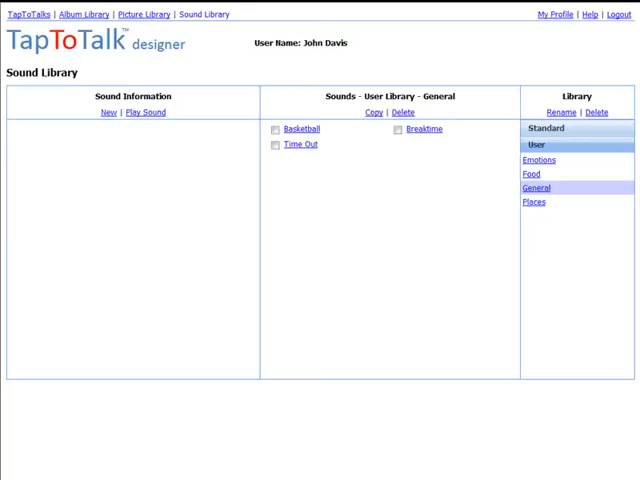 TapToTalks | Album Library | Picture Library | Sound Library
My Profile | Help | Logout
TapToTalk™ designer
User Name: John Davis
Sound Library
Sound Information
New | Play Sound
Sounds - User Library - General
Copy | Delete
Basketball
Breaktime
Time Out
Library
Rename | Delete
Standard
User
Emotions
Food
General
Places